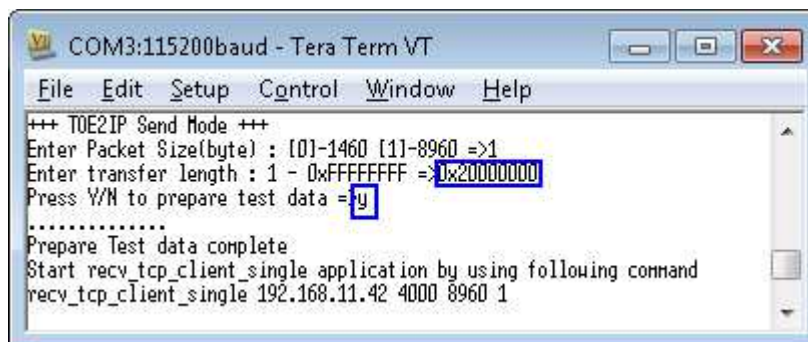 COM3:115200baud - Tera Term VT
File Edit Setup Control Window Help
+++ TOE2IP Send Mode +++
Enter Packet Size(byte) : [0]-1460 [1]-8960 =>1
Enter transfer length : 1 - 0xFFFFFFFF =>0x20000000
Press Y/N to prepare test data =>y
..............
Prepare Test data complete
Start recv_tcp_client_single application by using following command
recv_tcp_client_single 192.168.11.42 4000 8960 1